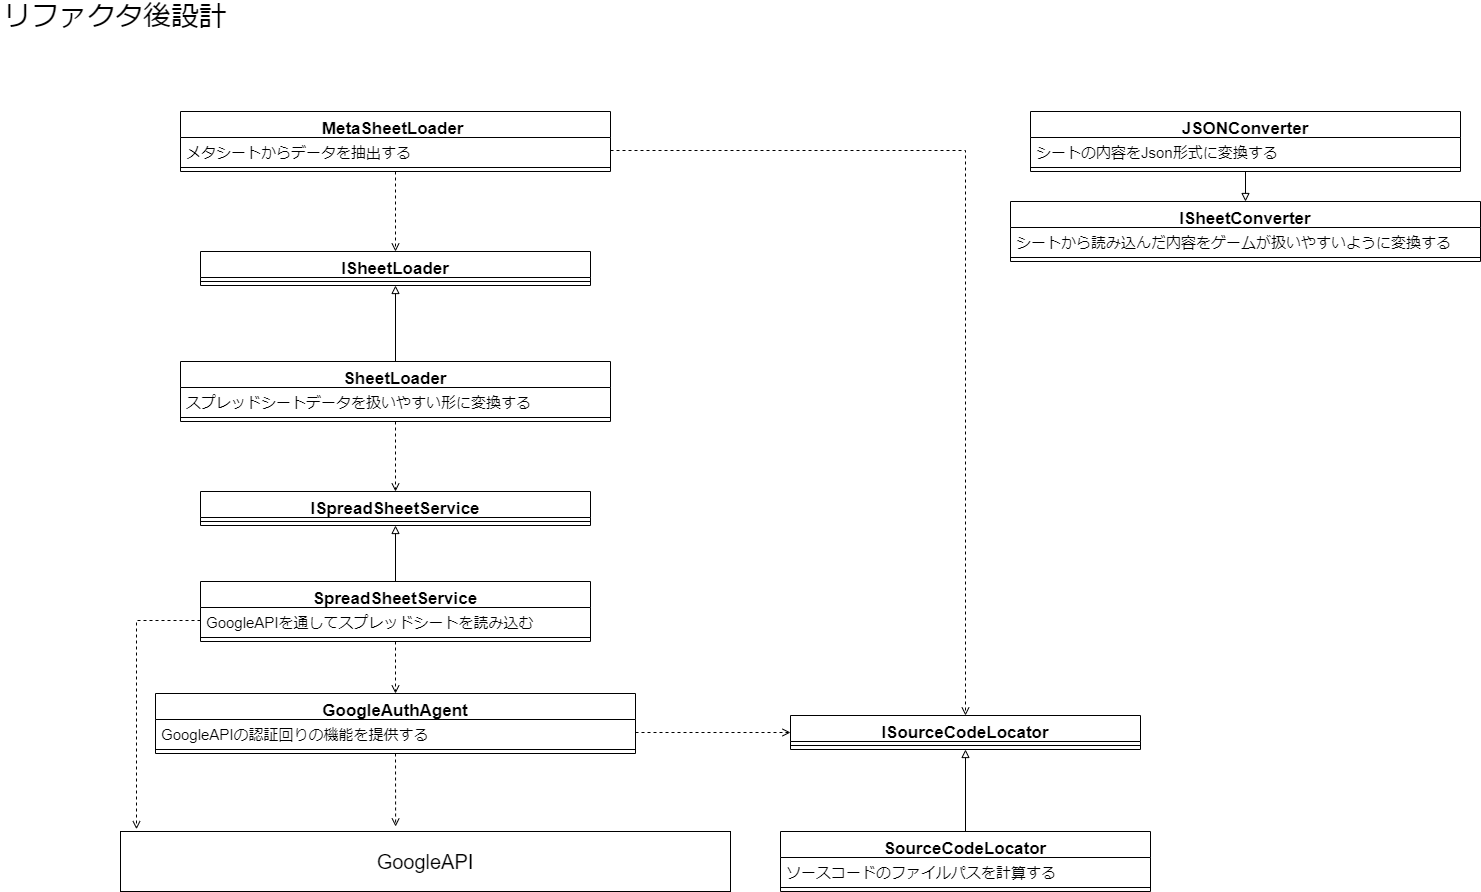 リファクタ後設計
MetaSheetLoader
メタシートからデータを抽出する
JSONConverter
シートの内容をJson形式に変換する
ISheetConverter
シートから読み込んだ内容をゲームが扱いやすいように変換する
ISheetLoader
SheetLoader
スプレッドシートデータを扱いやすい形に変換する
ISpreadSheetService
SpreadSheetService
GoogleAPIを通してスプレッドシートを読み込む
GoogleAuthAgent
GoogleAPIの認証回りの機能を提供する
ISourceCodeLocator
GoogleAPI
SourceCodeLocator
ソースコードのファイルパスを計算する